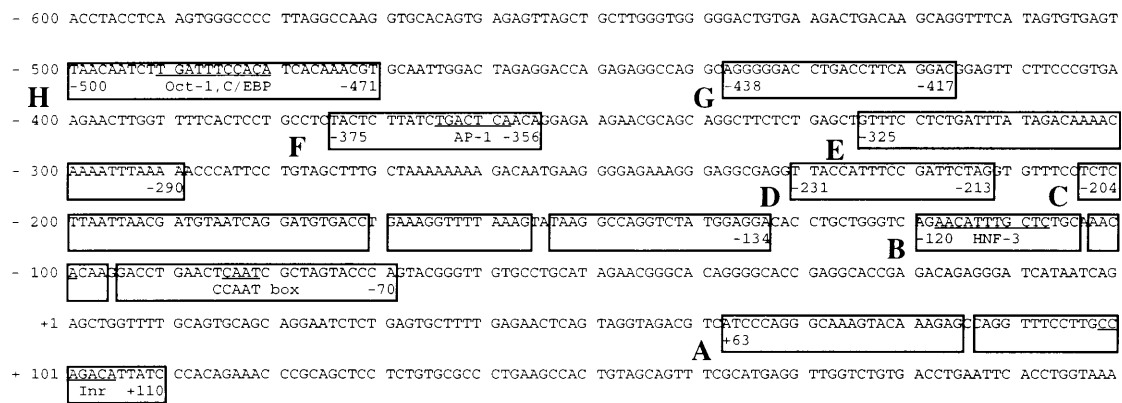 - 600 ACCTACCTCA AGTGGGCCCC TTAGGCCAAG GTGCACAGTG AGAGTTAGCT GCTTGGGTGG GGGACTGTGA AGACTGACAA GCAGGTTTCA TAGTGTGAGT
- 500 TAACAATCTT TGATTTCCACA TCACAAACGT GCAATTGGAC TAGAGGACCA GAGAGGCCAG GCAGGGGGAC CTGACCTTCA GGACGGAGTT CTTCCCGTGA
H -500 Oct-1,C/EBP -471 G -438 -417
- 400 AGAACTTGGT TTTCACTCCT GCCTCTACTC TTATCTGACT CAACAGGAGA AGAACGCAG CAGGCTTCTCT GAGCTGTTTCC CTCTGATTTA TAGACAAAAC
F -375 AP-1 -356 E -325
- 300 AAAATTTAAA AACCCATTCC TGTAGCTTTG CTAAAAAAAA GACAATGAAG GGGAGAAAGG GAGGCGAGGT TACCATTTCC GATTCTAGGT GTGTTTCCTCTC
-290 D -231 -213 C -204
- 200 TTAATTAACG ATGTAATCAG GATGTGACCT GAAAGGTTTT AAAGTATAAG GCCAGGTCTA TGGAGGACAC CTGCTGGGTC AGAACATTTG CTCTGCAAAC
-134 B -120 HNF-3
- 100 ACAAGGACCT GAACTCAATC GCTAGTACCC AGTACGGGTT GTGCCTGCAT AGAACGGGCA CAGGGGCACC GAGGCACCGA GACAGAGGGA TCATAATCAG
CCAAT box -70
+1 AGCTGGTTTT GCAGTGCAGC AGGAATCTCT GAGTGCTTTT GAGAACTCAG TAGGTAGACG TCATCCCAGG GCAAAGTACA AAGAGCCAGG TTTCCTTGCC
A +63
+ 101 AGACATTATC CCACAGAAAC CCGCAGCTCC TCTGTGCGCC CTGAAGCCAC TGTAGCAGTT TCGCATGAGG TTGGTCTGTG ACCTGAATTC ACCTGGTAAA
Inr +110